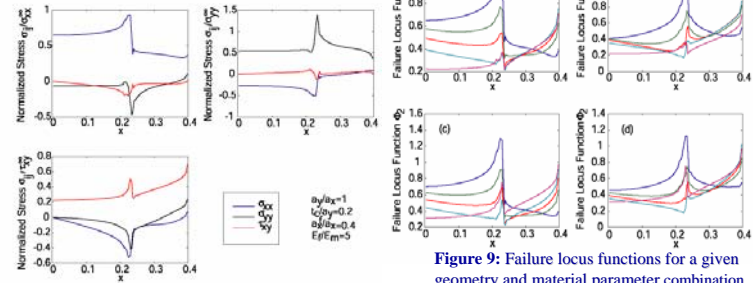 Normalized Stress σij/σ∞xx
1
0.5
0
-0.5
0 0.1 0.2 0.3 0.4
x
Normalized Stress σij/σ∞yy
1.5
1
0.5
0
-0.5
-1
0 0.1 0.2 0.3 0.4
x
Normalized Stress σij/τ∞xy
0.8
0.6
0.4
0.2
0
-0.2
-0.4
-0.6
0 0.1 0.2 0.3 0.4
x
σxx
σyy
τxy
ay/ax=1
tc/ay=0.2
Ef/Em=5
Failure Locus Function
0.8
0.6
0.4
0.2
0 0.1 0.2 0.3 0.4
x
Failure Locus Function
0.8
0.6
0.4
0.2
0 0.1 0.2 0.3 0.4
x
Failure Locus Function Φ2
1.6
1.4
1.2
1
0.8
0.6
0.4
0.2
0 0.1 0.2 0.3 0.4
x
(c)
Failure Locus Function Φ2
1.4
1.2
1
0.8
0.6
0.4
0.2
0
0 0.1 0.2 0.3 0.4
x
(d)
Figure 9: Failure locus functions for a given
geometry and material parameter combination